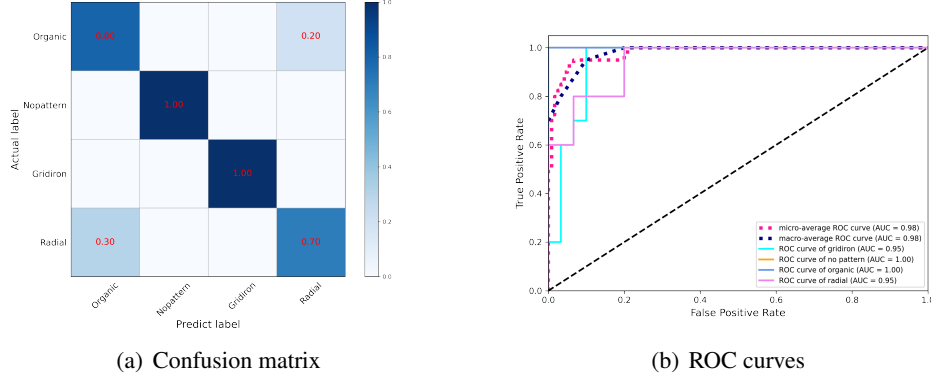 1.0
0.8
0.6
0.4
0.2
0.0
Actual label
Organic
Nopattern
Gridiron
Radial
0.80
0.20
1.00
1.00
0.30
0.70
Organic
Nopattern
Gridiron
Radial
Predict label
(a) Confusion matrix
True Positive Rate
1.0
0.8
0.6
0.4
0.2
0.0
0.0
0.2
0.4
0.6
0.8
1.0
False Positive Rate
micro-average ROC curve (AUC = 0.98)
macro-average ROC curve (AUC = 0.98)
ROC curve of gridiron (AUC = 0.95)
ROC curve of no pattern (AUC = 1.00)
ROC curve of organic (AUC = 1.00)
ROC curve of radial (AUC = 0.95)
(b) ROC curves